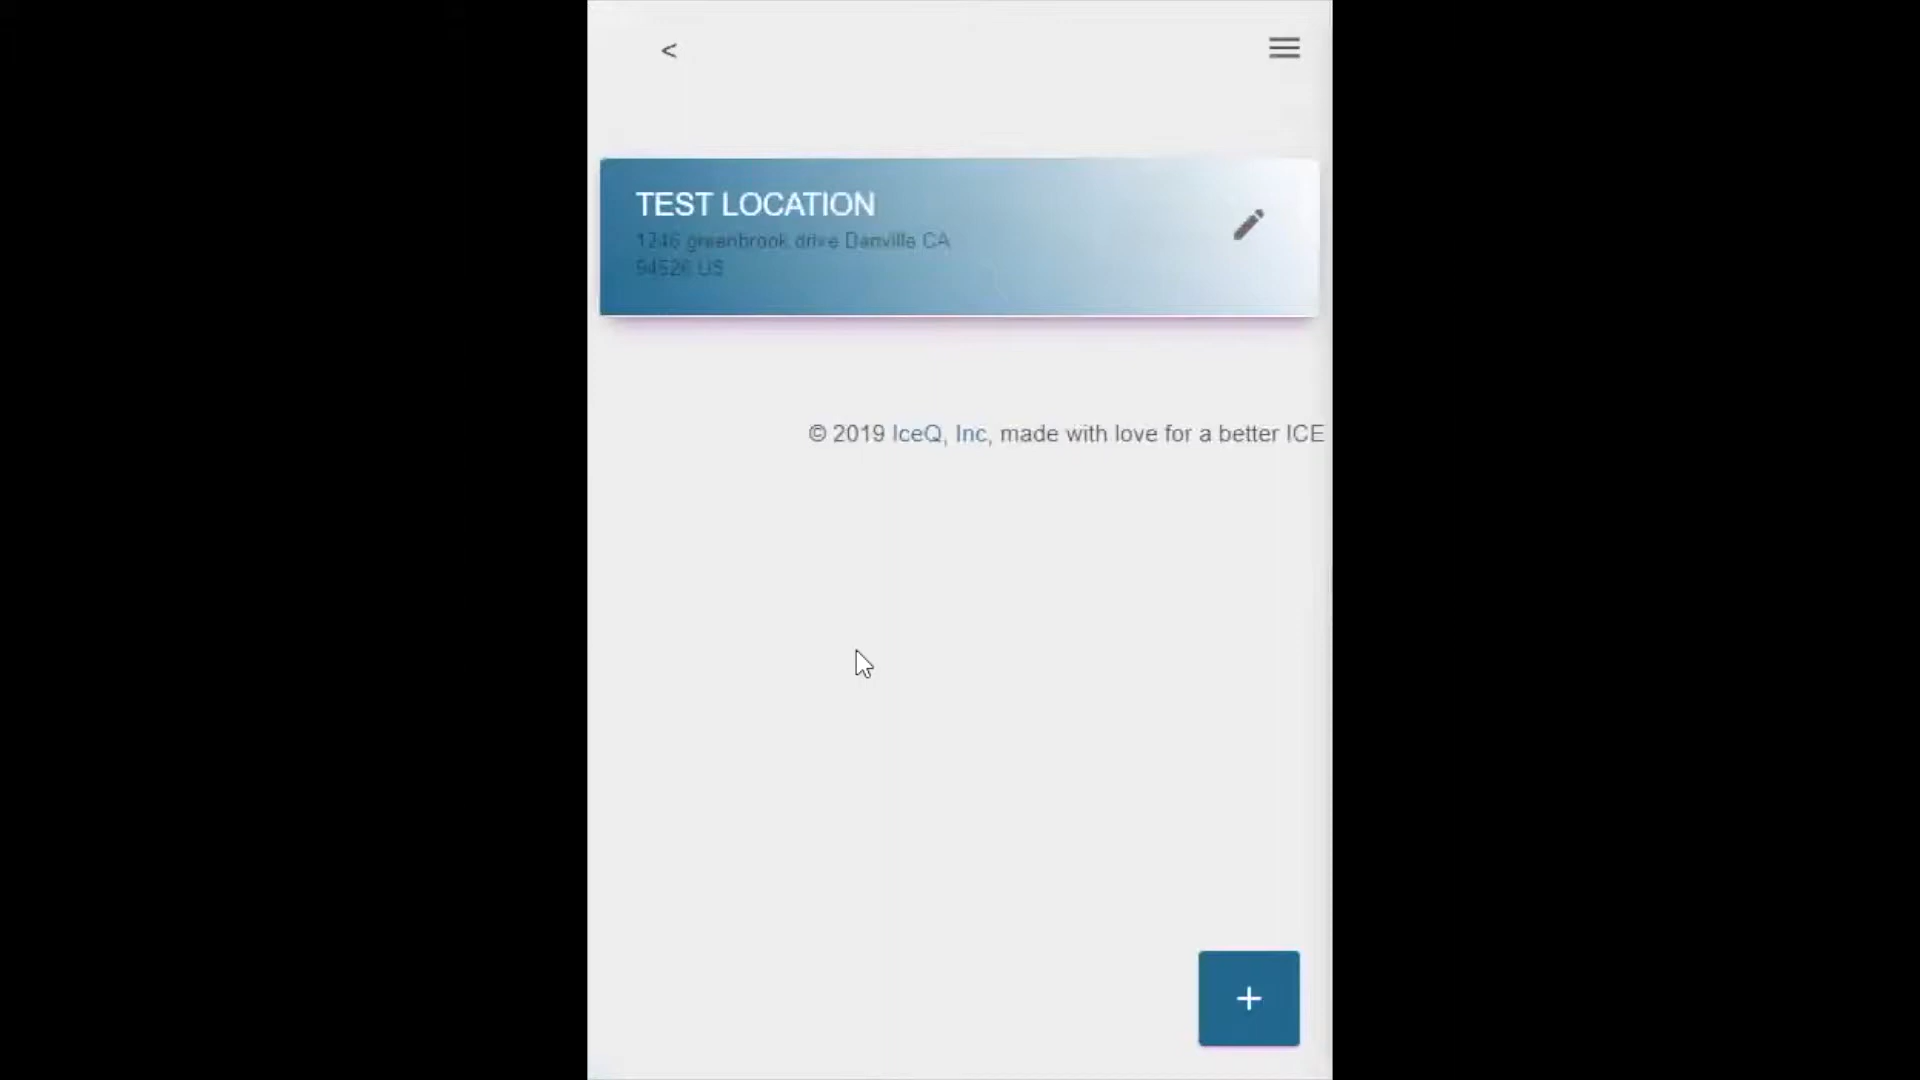 <
TEST LOCATION
1246 greenbrook drive Danville CA
94526 US
© 2019 IceQ, Inc, made with love for a better ICE
+